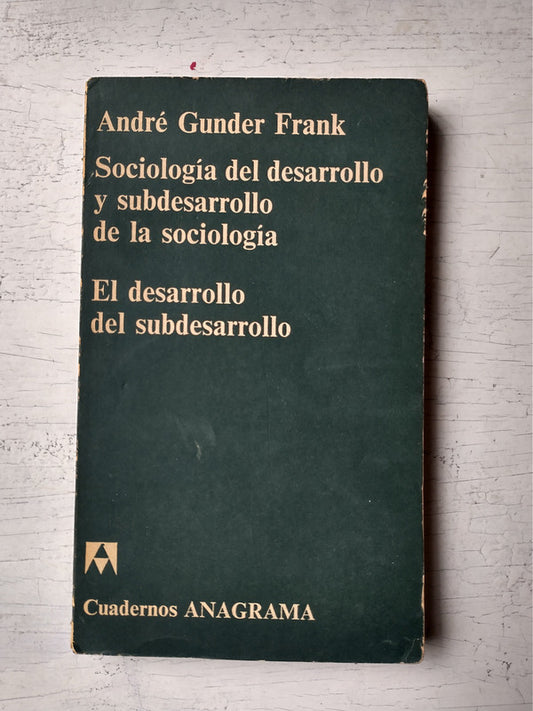 André Gunder Frank
Sociología del desarrollo
y subdesarrollo
de la sociología
El desarrollo
del subdesarrollo
Cuadernos ANAGRAMA